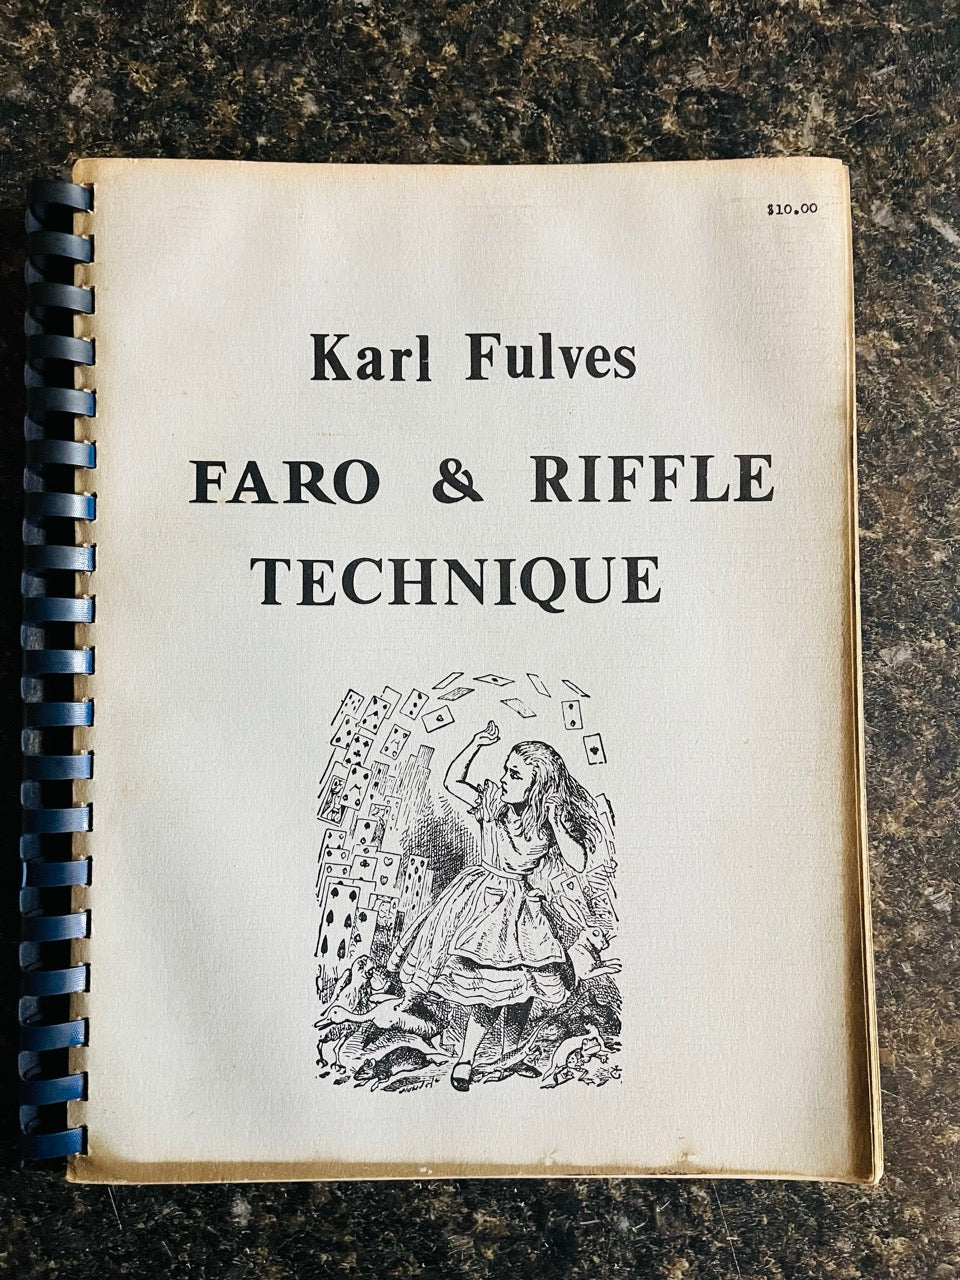 $10.00
Karl Fulves
FARO & RIFFLE
TECHNIQUE